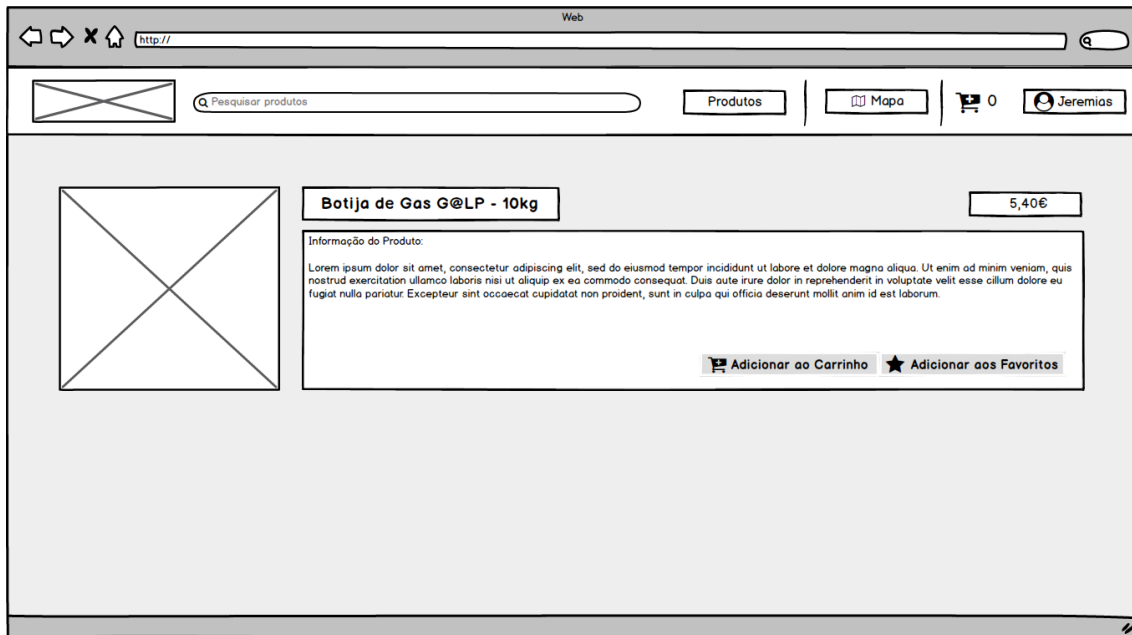 Web
http://
Pesquisar produtos
Produtos
Mapa
0
Jeremias
Botija de Gas G@LP - 10kg
5,40€
Informação do Produto:
Lorem ipsum dolor sit amet, consectetur adipiscing elit, sed do eiusmod tempor incididunt ut labore et dolore magna aliqua. Ut enim ad minim veniam, quis
nostrud exercitation ullamco laboris nisi ut aliquip ex ea commodo consequat. Duis aute irure dolor in reprehenderit in voluptate velit esse cillum dolore eu
fugiat nulla pariatur. Excepteur sint occaecat cupidatat non proident, sunt in culpa qui officia deserunt mollit anim id est laborum.
Adicionar ao Carrinho
Adicionar aos Favoritos